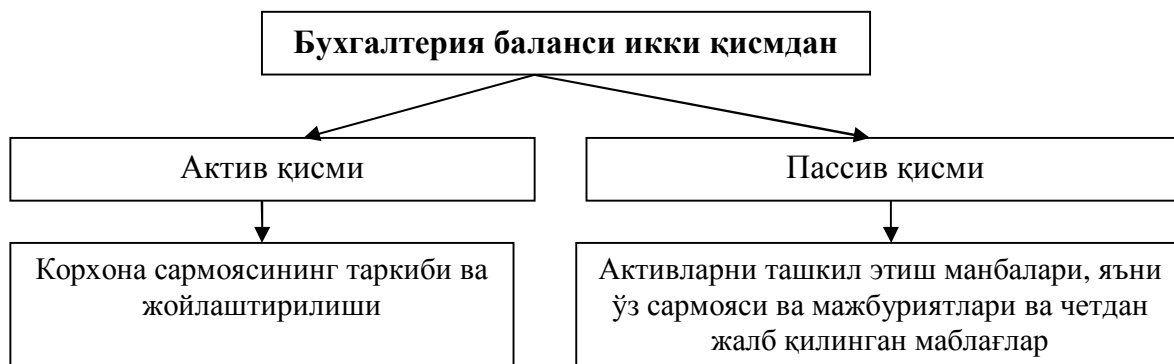 Бухгалтерия баланси икки қисмдан
Актив қисми
Пассив қисми
Корхона сармоясининг таркиби ва
жойлаштирилиши
Активларни ташкил этиш манбалари, яъни
ўз сармояси ва мажбуриятлари ва четдан
жалб қилинган маблағлар